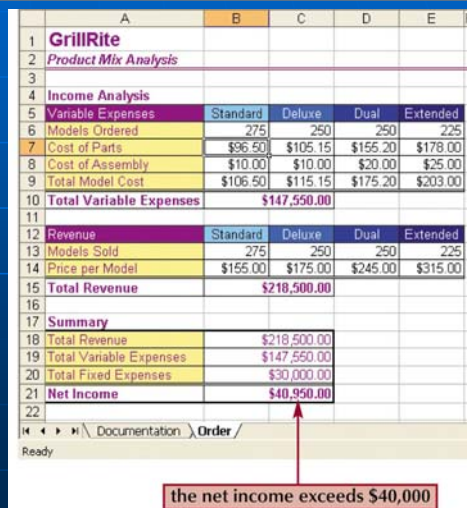 A B C D E
1 GrillRite
2 Product Mix Analysis
3
4 Income Analysis
5 Variable Expenses Standard Deluxe Dual Extended
6 Models Ordered 275 250 250 225
7 Cost of Parts $96.50 $105.15 $155.20 $178.00
8 Cost of Assembly $10.00 $10.00 $20.00 $25.00
9 Total Model Cost $106.50 $115.15 $175.20 $203.00
10 Total Variable Expenses $147,550.00
11
12 Revenue Standard Deluxe Dual Extended
13 Models Sold 275 250 250 225
14 Price per Model $155.00 $175.00 $245.00 $315.00
15 Total Revenue $218,500.00
16
17 Summary
18 Total Revenue $218,500.00
19 Total Variable Expenses $147,550.00
20 Total Fixed Expenses $30,000.00
21 Net Income $40,950.00
22
Documentation Order
Ready
the net income exceeds $40,000